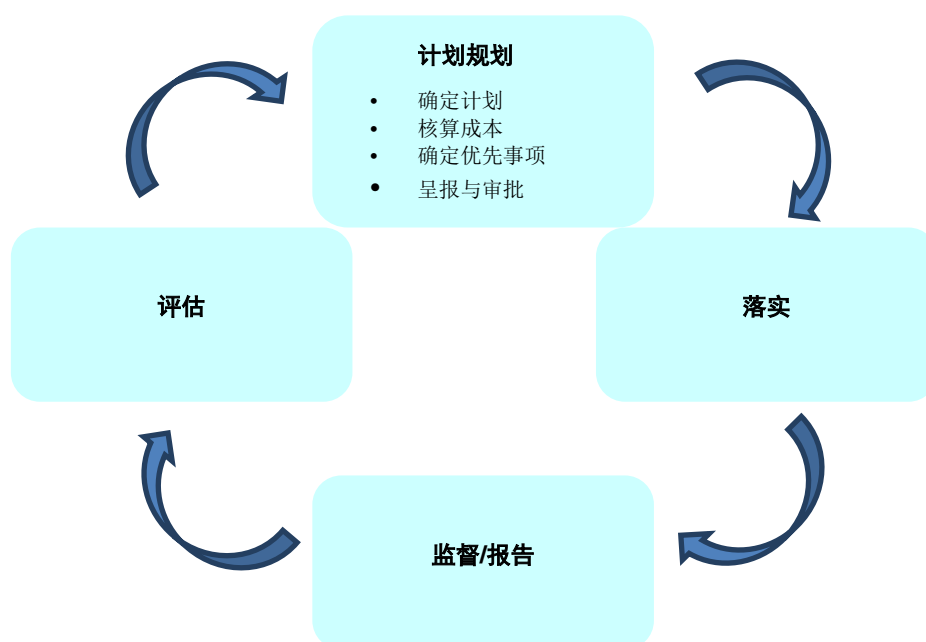 计划规划
• 确定计划
• 核算成本
• 确定优先事项
• 呈报与审批
评估
落实
监督/报告